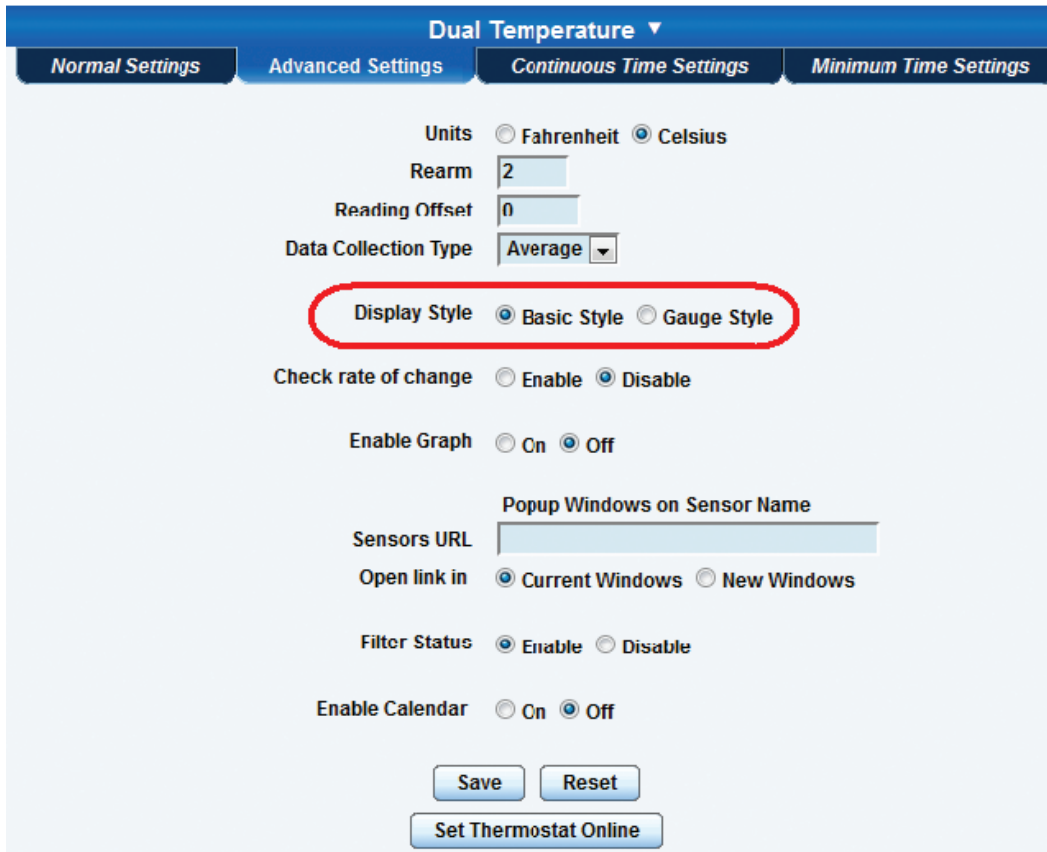 Dual Temperature ▼
Normal Settings Advanced Settings Continuous Time Settings Minimum Time Settings
Units Fahrenheit Celsius
Rearm 2
Reading Offset 0
Data Collection Type Average
Display Style Basic Style Gauge Style
Check rate of change Enable Disable
Enable Graph On Off
Popup Windows on Sensor Name
Sensors URL
Open link in Current Windows New Windows
Filter Status Enable Disable
Enable Calendar On Off
Save Reset
Set Thermostat Online